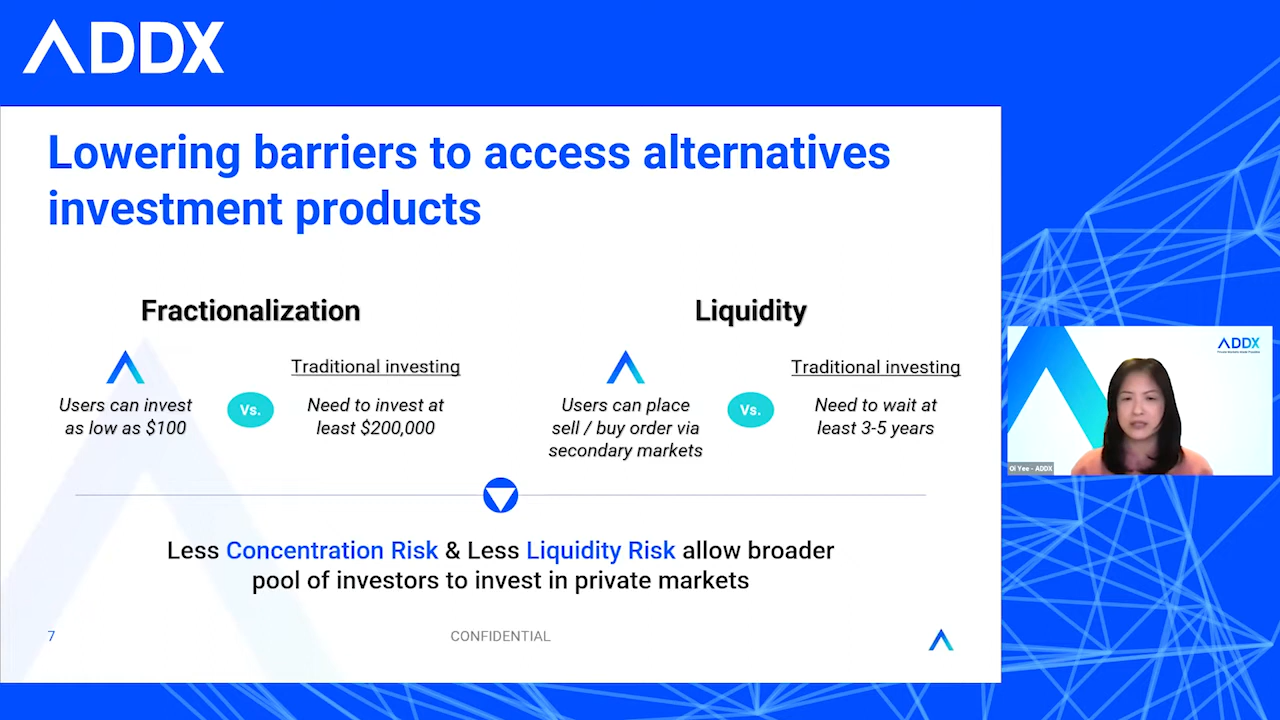 ADDX
Lowering barriers to access alternatives
investment products
Fractionalization
Users can invest
as low as $100
Vs.
Traditional investing
Need to invest at
least $200,000
Liquidity
Users can place
sell / buy order via
secondary markets
Vs.
Traditional investing
Need to wait at
least 3-5 years
Less Concentration Risk & Less Liquidity Risk allow broader
pool of investors to invest in private markets
7
CONFIDENTIAL
ADDX
Oi Yee - ADDX